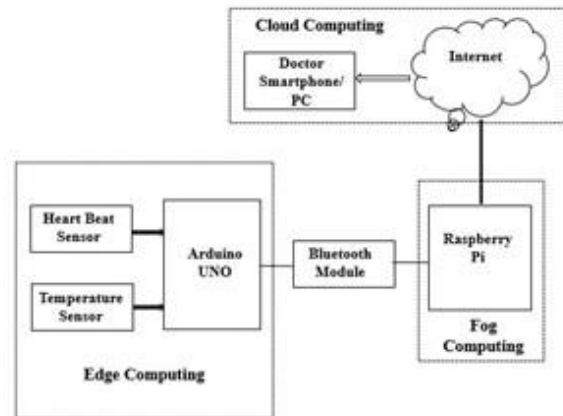 Cloud Computing
Doctor
Smartphone/
PC
Internet
Heart Beat
Sensor
Temperature
Sensor
Arduino
UNO
Edge Computing
Bluetooth
Module
Raspberry
Pi
Fog
Computing